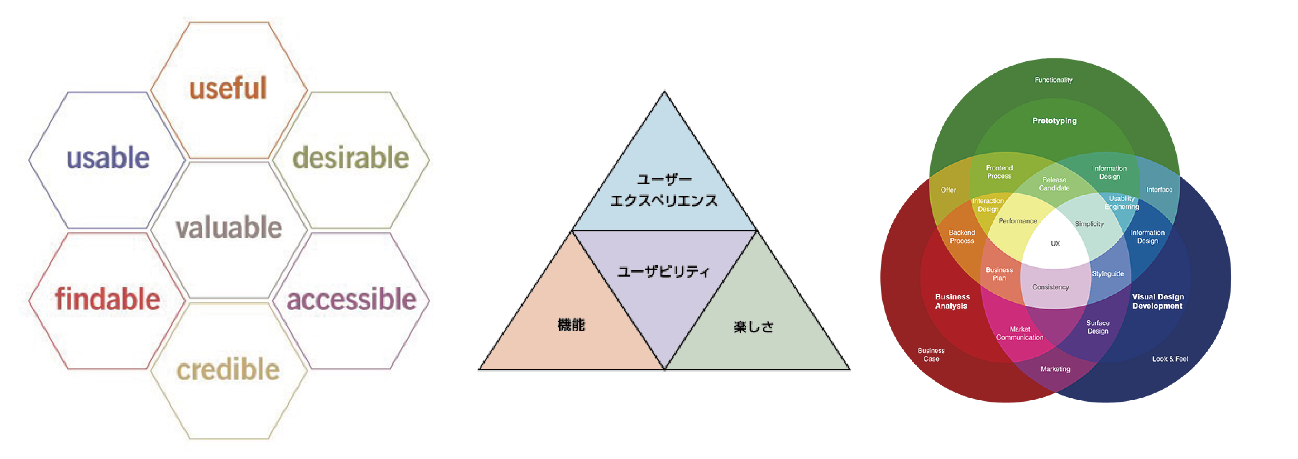 useful
usable
desirable
valuable
findable
accessible
credible
ユーザー
エクスペリエンス
ユーザビリティ
機能
楽しさ
Functionality
Prototyping
Frontend
Process
Release
Candidate
Information
Design
Offer
Interface
Interaction
Design
Usability
Enginerring
Performance
Simplicity
Backend
Process
UX
Information
Design
Business
Plan
Stylnguide
Consistency
Business
Analysis
Visual Design
Development
Market
Communication
Surface
Design
Business
Case
Look & Feel
Marketing